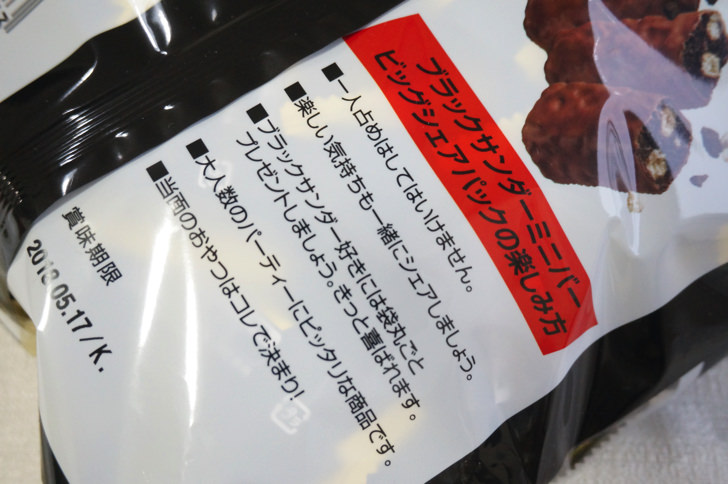 ブラックサンダーミニバー
ビッグシェアパックの楽しみ方
■一人占めはしてはいけません。
■楽しい気持ちも一緒にシェアしましょう。
■ブラックサンダー好きには袋丸ごと
プレゼントしましょう。きっと喜ばれます。
■大人数のパーティーにピッタリな商品です。
■当面のおやつはコレで決まり!
賞味期限
05.17/K.